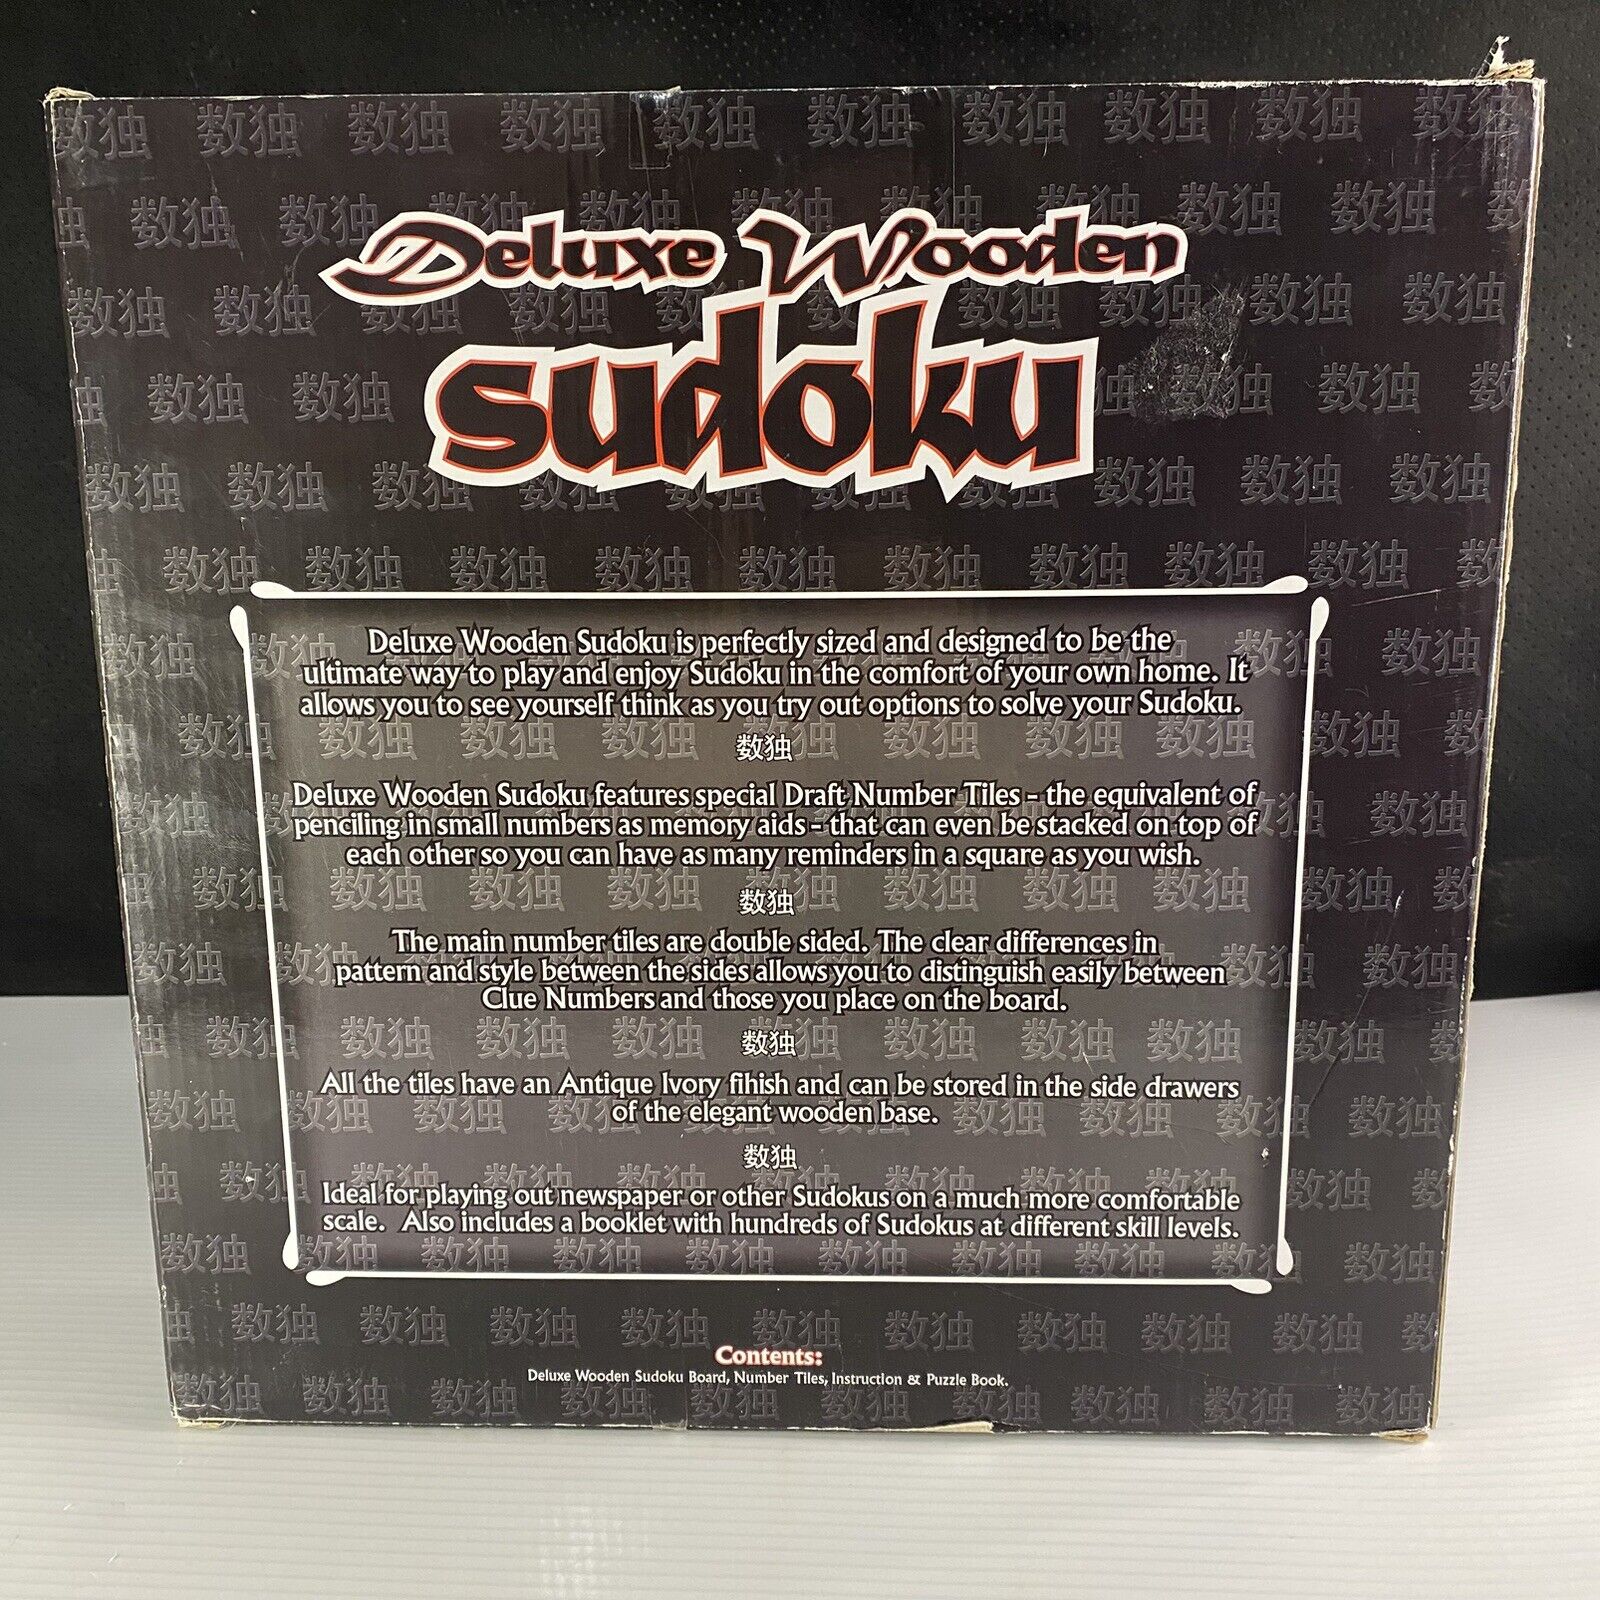 Deluxe Wooden
sudoku
Deluxe Wooden Sudoku is perfectly sized and designed to be the
ultimate way to play and enjoy Sudoku in the comfort of your own home. It
allows you to see yourself think as you try out options to solve your Sudoku.
数独
Deluxe Wooden Sudoku features special Draft Number Tiles - the equivalent of
penciling in small numbers as memory aids - that can even be stacked on top of
each other so you can have as many reminders in a square as you wish.
数独
The main number tiles are double sided. The clear differences in
pattern and style between the sides allows you to distinguish easily between
Clue Numbers and those you place on the board.
数独
All the tiles have an Antique Ivory fihish and can be stored in the side drawers
of the elegant wooden base.
数独
Ideal for playing out newspaper or other Sudokus on a much more comfortable
scale. Also includes a booklet with hundreds of Sudokus at different skill levels.
Contents:
Deluxe Wooden Sudoku Board, Number Tiles, Instruction & Puzzle Book.